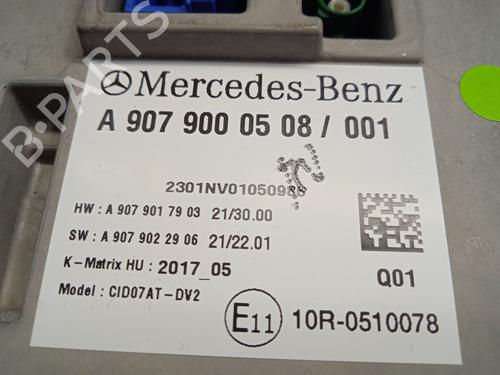 Mercedes-Benz
A 907 900 05 08 / 001
2301NV01050988
HW: A 907 901 79 03 21/30.00
SW: A 907 902 29 06 21/22.01
K-Matrix HU : 2017_05
Q01
Model : CID07AT-DV2
E11 10R-0510078
B-PARTS